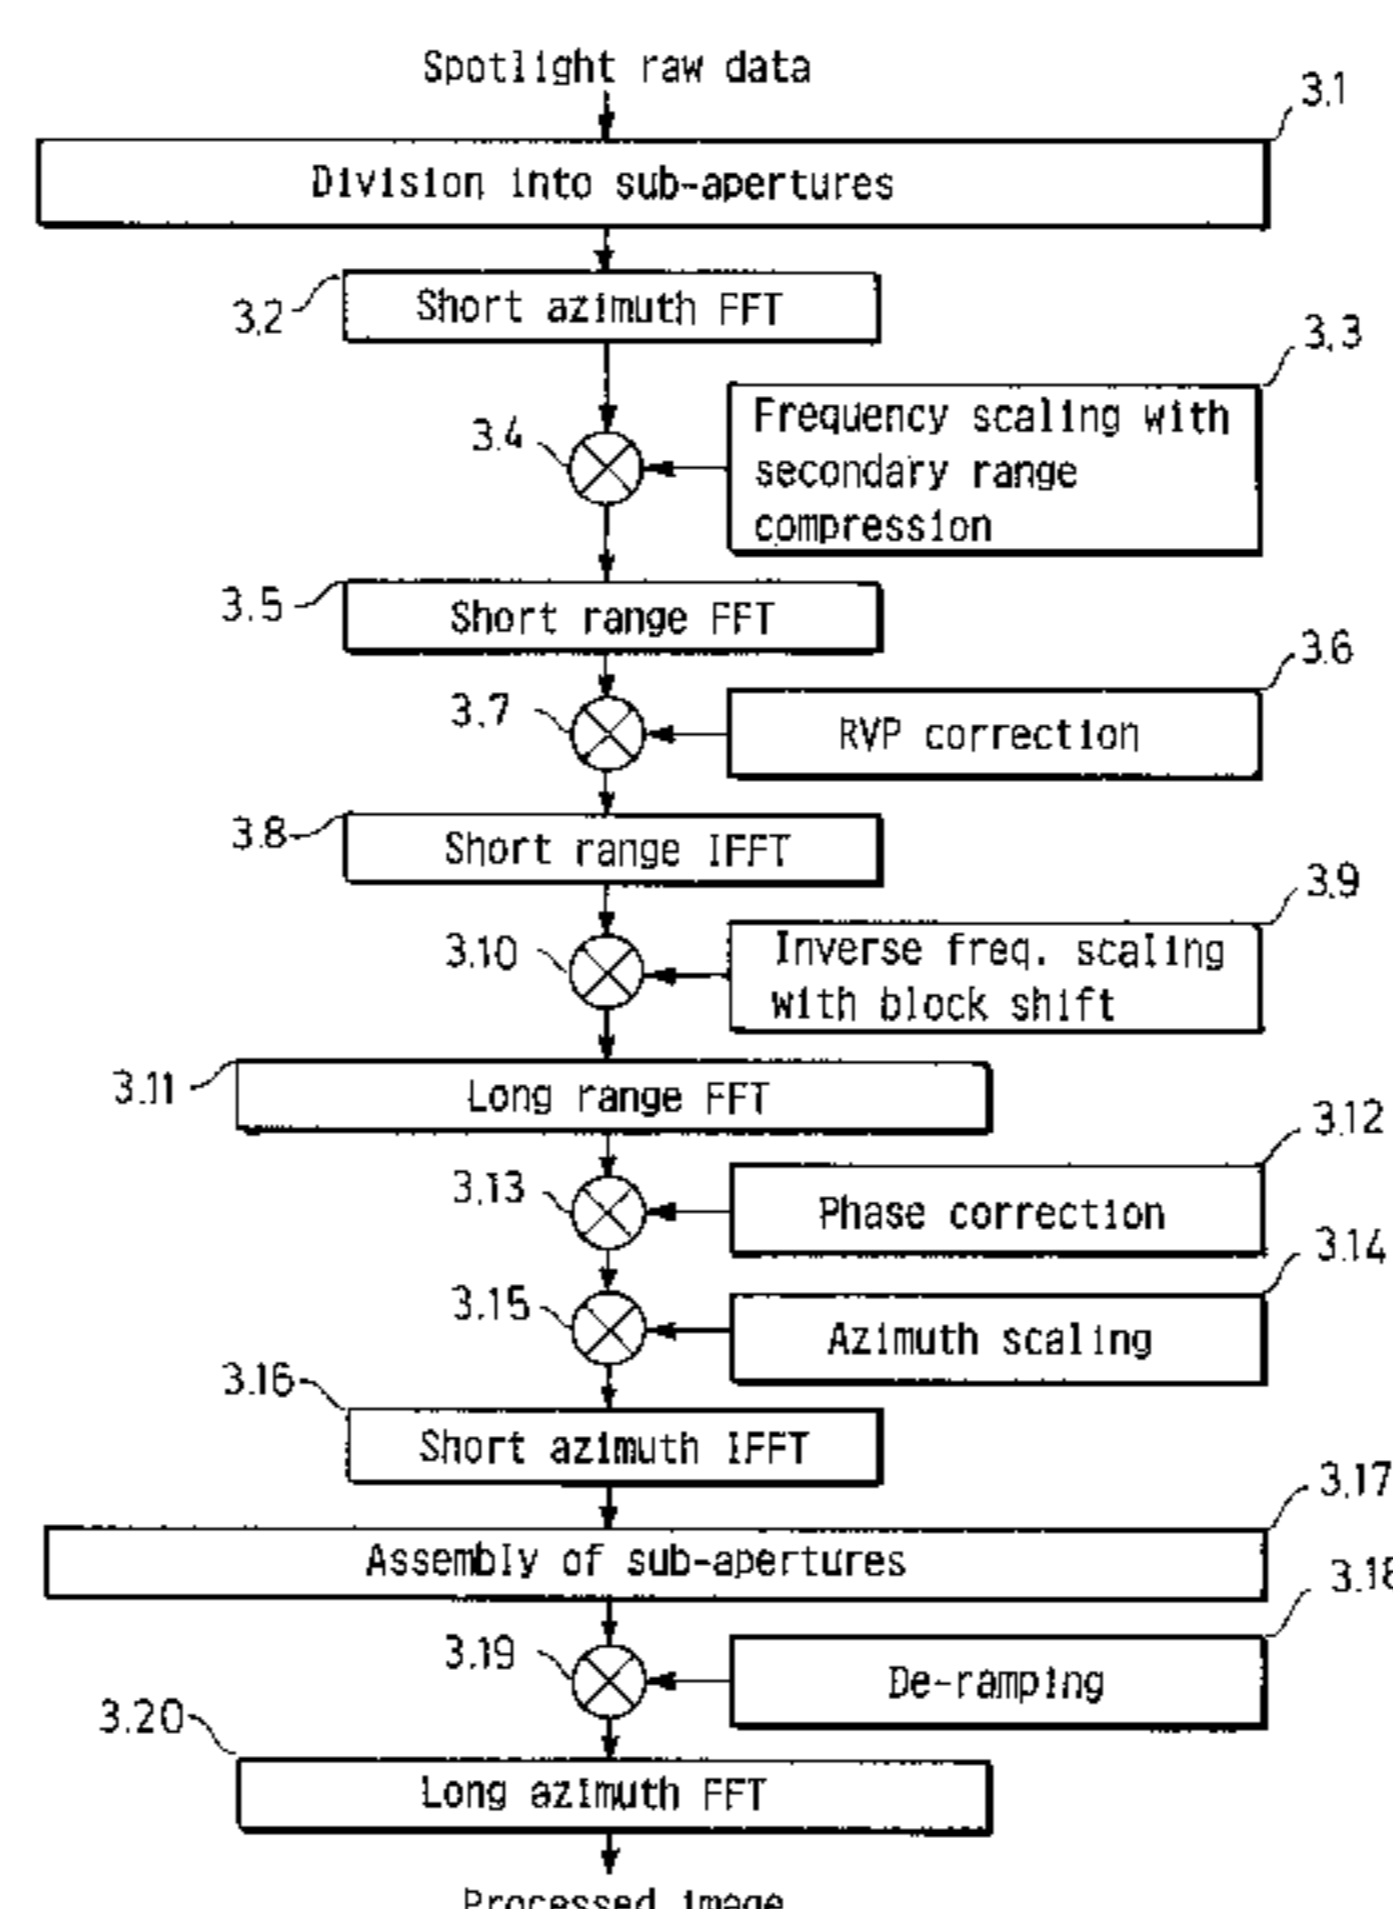 Spotlight raw data
3.1
Division into sub-apertures
3.2
Short azimuth FFT
3.3
Frequency scaling with
secondary range
compression
3.4
3.5
Short range FFT
3.6
RVP correction
3.7
3.8
Short range IFFT
3.9
Inverse freq. scaling
with block shift
3.10
3.11
Long range FFT
3.12
Phase correction
3.13
3.14
Azimuth scaling
3.15
3.16
Short azimuth IFFT
3.17
Assembly of sub-apertures
3.18
De-ramping
3.19
3.20
Long azimuth FFT
Processed image